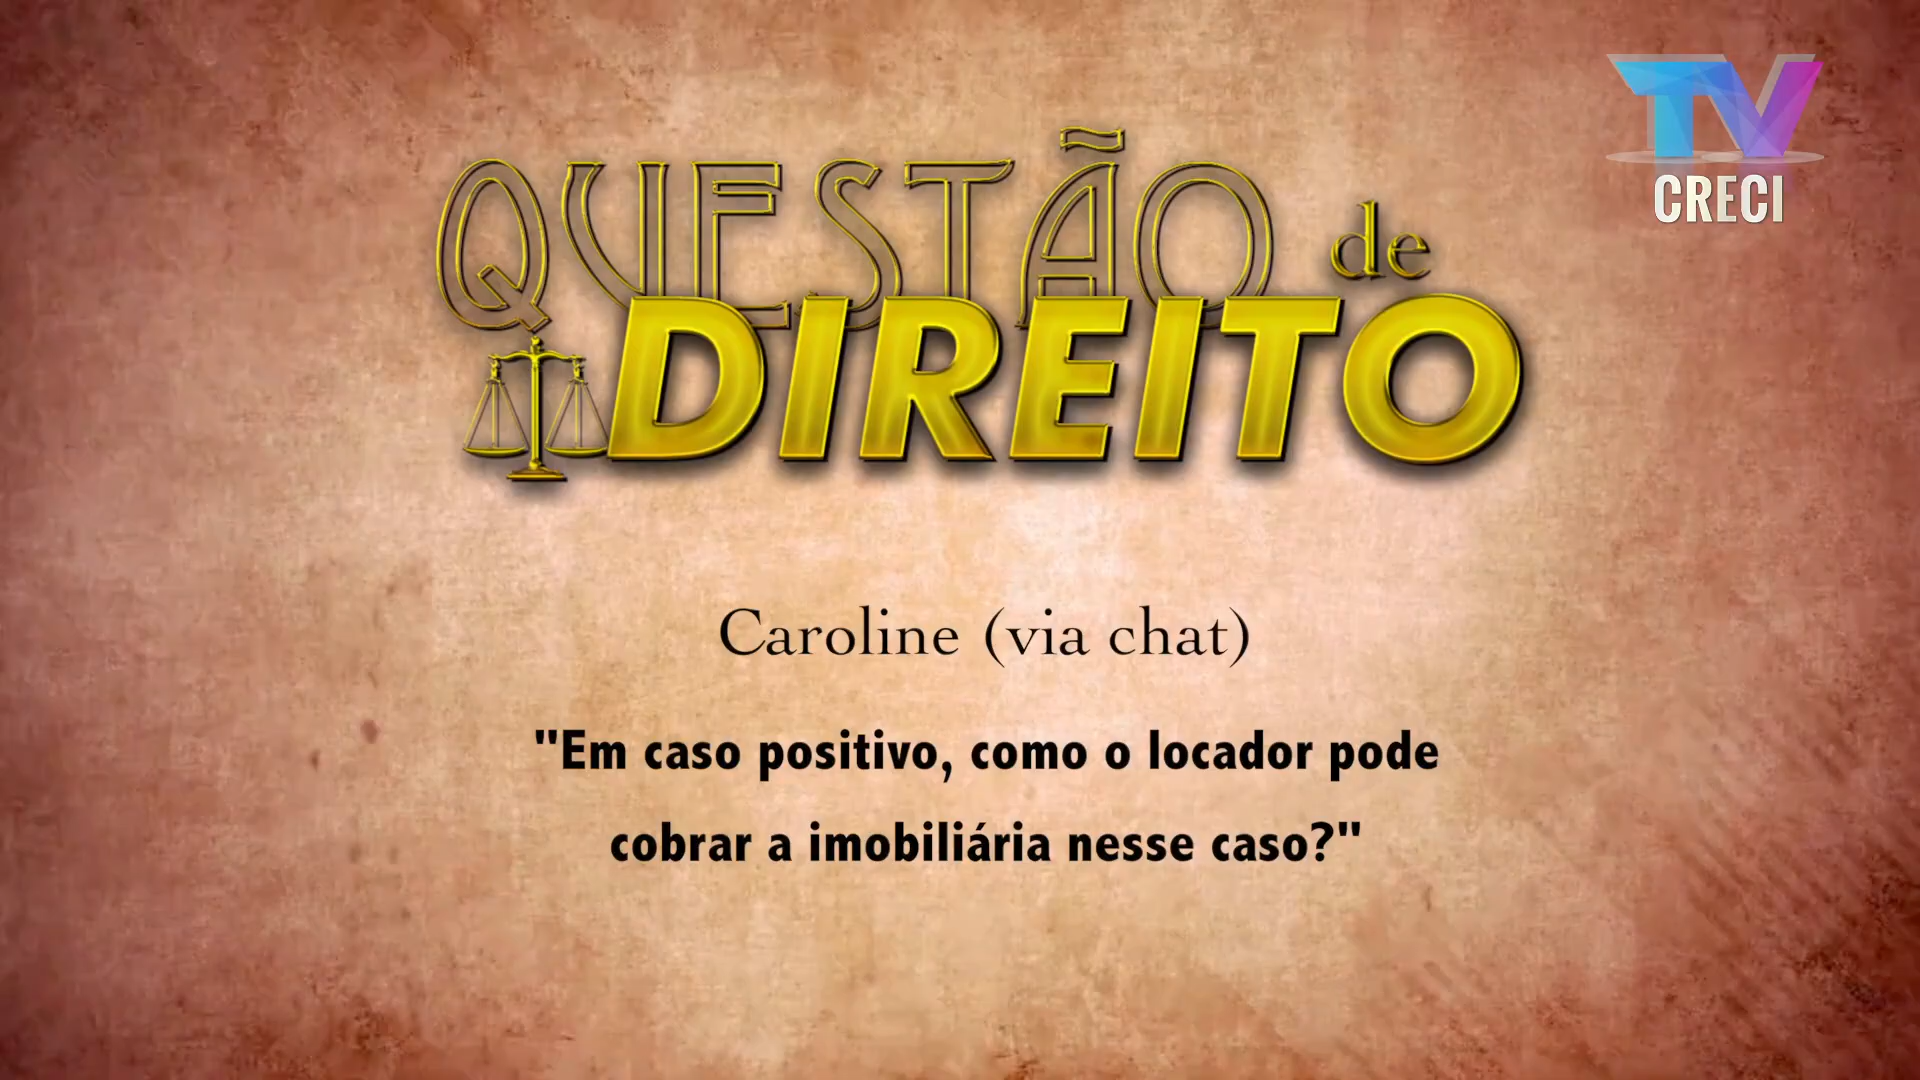 TV
CRECI
QUESTÃO de
DIREITO
Caroline (via chat)
"Em caso positivo, como o locador pode
cobrar a imobiliária nesse caso?"